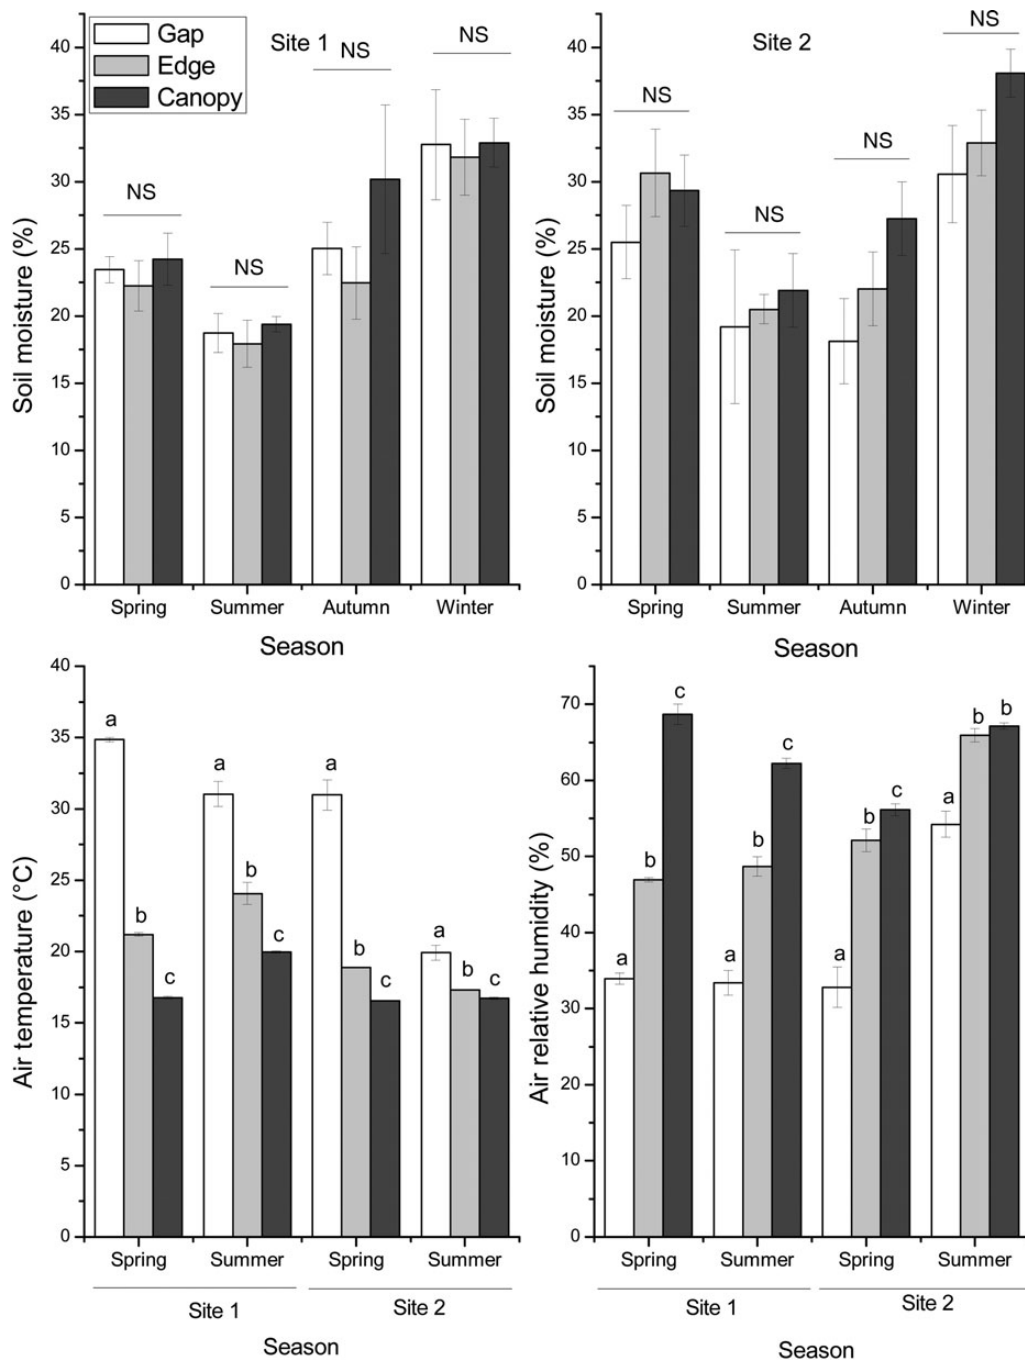 Gap
Edge
Canopy
Site 1
NS
NS
NS
NS
Soil moisture (%)
40
35
30
25
20
15
10
5
0
Spring
Summer
Autumn
Winter
Season
Site 2
NS
NS
NS
NS
Soil moisture (%)
40
35
30
25
20
15
10
5
0
Spring
Summer
Autumn
Winter
Season
Air temperature (°C)
40
35
30
25
20
15
10
5
0
a
b
c
a
b
c
a
b
c
a
b
c
Spring
Summer
Spring
Summer
Site 1
Site 2
Season
Air relative humidity (%)
70
60
50
40
30
20
10
0
a
b
c
a
b
c
a
b
c
a
b
b
Spring
Summer
Spring
Summer
Site 1
Site 2
Season